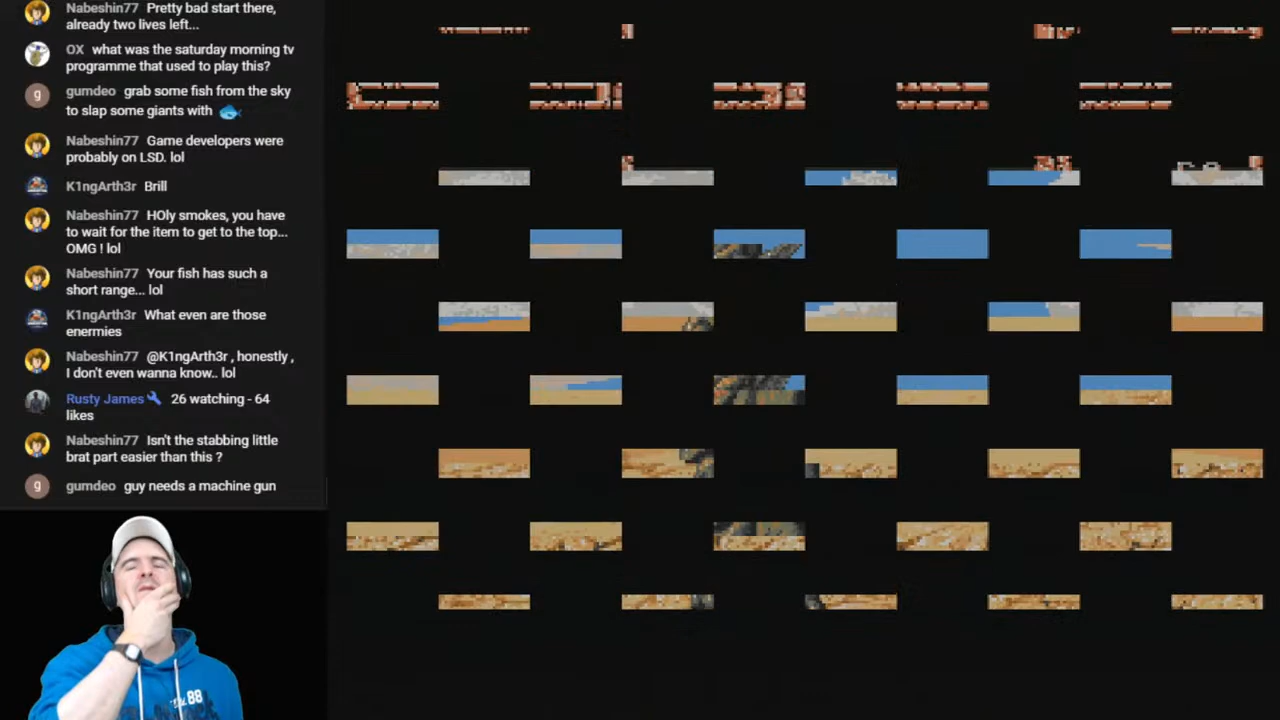 Nabeshin77 Pretty bad start there,
already two lives left...
OX what was the saturday morning tv
programme that used to play this?
g gumdeo grab some fish from the sky
to slap some giants with
Nabeshin77 Game developers were
probably on LSD. lol
K1ngArth3r Brill
Nabeshin77 HOly smokes, you have
to wait for the item to get to the top...
OMG ! lol
Nabeshin77 Your fish has such a
short range... lol
K1ngArth3r What even are those
enermies
Nabeshin77 @K1ngArth3r , honestly ,
I don't even wanna know.. lol
Rusty James 26 watching - 64
likes
Nabeshin77 Isn't the stabbing little
brat part easier than this ?
g gumdeo guy needs a machine gun
88